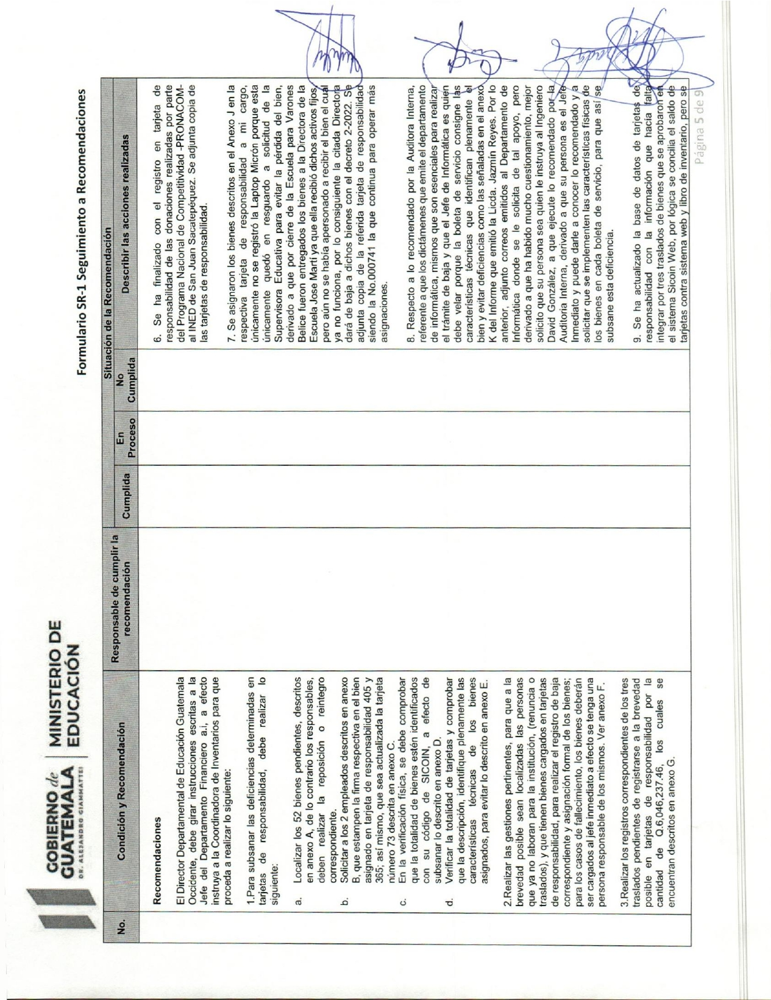 GOBIERNO de
GUATEMALA
DR. ALEJANDRO GIAMMATTEI
MINISTERIO DE
EDUCACIÓN
Formulario SR-1 Seguimiento a Recomendaciones
No.
Condición y Recomendación
Responsable de cumplir la
recomendación
Situación de la Recomendación
Cumplida
En
Proceso
No
Cumplida
Describir las acciones realizadas
Recomendaciones
El Director Departamental de Educación Guatemala
Occidente, debe girar instrucciones escritas a la
Jefe del Departamento Financiero a.i, a efecto
instruya a la Coordinadora de Inventarios para que
proceda a realizar lo siguiente:
1.Para subsanar las deficiencias determinadas en
tarjetas de responsabilidad, debe realizar lo
siguiente:
a. Localizar los 52 bienes pendientes, descritos
en anexo A, de lo contrario los responsables,
deben realizar la reposición o reintegro
correspondiente.
b. Solicitar a los 2 empleados descritos en anexo
B, que estampen la firma respectiva en el bien
asignado en tarjeta de responsabilidad 405 y
365; así mismo, que sea actualizada la tarjeta
número 73 descrita en anexo C.
c. En la verificación física, se debe comprobar
que la totalidad de bienes estén identificados
con su código de SICOIN, a efecto de
subsanar lo descrito en anexo D.
d. Verificar la totalidad de tarjetas y comprobar
que la descripción, identifique plenamente las
características técnicas de los bienes
asignados, para evitar lo descrito en anexo E.
2.Realizar las gestiones pertinentes, para que a la
brevedad posible sean localizadas las personas
que ya no laboran para la institución, (renuncia o
traslados), y que tienen bienes cargados en tarjetas
de responsabilidad, para realizar el registro de baja
correspondiente y asignación formal de los bienes;
para los casos de fallecimiento, los bienes deberán
ser cargados al jefe inmediato a efecto se tenga una
persona responsable de los mismos. Ver anexo F.
3.Realizar los registros correspondientes de los tres
traslados pendientes de registrarse a la brevedad
posible en tarjetas de responsabilidad por la
cantidad de Q.6,046,237.46, los cuales se
encuentran descritos en anexo G.
6. Se ha finalizado con el registro en tarjeta de
responsabilidad de las donaciones realizadas por parte
del Programa Nacional de Competitividad -PRONACOM-
al INED de San Juan Sacatepéquez. Se adjunta copia de
las tarjetas de responsabilidad.
7. Se asignaron los bienes descritos en el Anexo J en la
respectiva tarjeta de responsabilidad a mi cargo,
únicamente no se registró la Laptop Micrón porque esta
únicamente quedó en resguardo a solicitud de la
Supervisora Educativa para evitar la pérdida del bien,
derivado a que por cierre de la Escuela para Varones
Belice fueron entregados los bienes a la Directora de la
Escuela Jose Martí ya que ella recibió dichos activos fijos,
pero aún no se había apersonado a recibir el bien el cual
ya no funciona, por lo consiguiente la citada Directora
dará de baja a dichos bienes con el decreto 2-2022. Se
adjunta copia de la referida tarjeta de responsabilidad
siendo la No.000741 la que continua para operar más
asignaciones.
8. Respecto a lo recomendado por la Auditora Interna,
referente a que los dictámenes que emite el departamento
de informática, mismos que son esenciales para realizar
el trámite de baja y que el Jefe de Informática es quien
debe velar porque la boleta de servicio consigne las
características técnicas que identifican plenamente el
bien y evitar deficiencias como las señaladas en el anexo
K del Informe que emitió la Licda. Jazmín Reyes. Por lo
anterior, adjunto correos emitidos al Departamento de
Informática donde se le solicita de tal apoyo, pero
derivado a que ha habido mucho cuestionamiento, mejor
solicito que su persona sea quien le instruya al Ingeniero
David González, a que ejecute lo recomendado por la
Auditoria Interna, derivado a que su persona es el Jefe
Inmediato y puede darle a conocer lo recomendado y a
solicitar que se implementen las características físicas de
los bienes en cada boleta de servicio, para que así se
subsane esta deficiencia.
9. Se ha actualizado la base de datos de tarjetas de
responsabilidad con la información que hacía falta
integrar por tres traslados de bienes que se aprobaron en
el sistema Sicoin Web, por lógica se concilia el saldo de
tarjetas contra sistema web y libro de inventario, pero se
Página 5 de 9